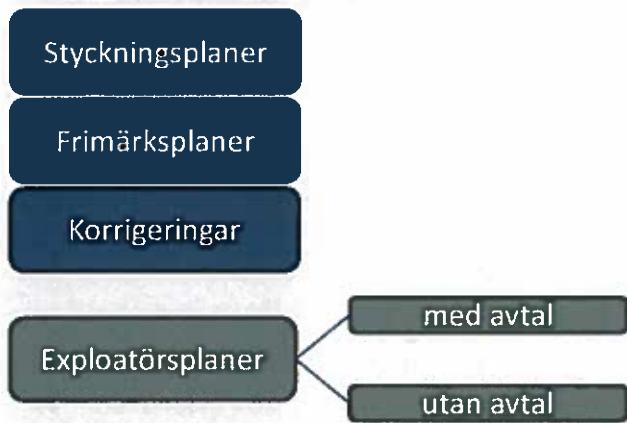 Styckningsplaner
Frimärksplaner
Korrigeringar
Exploatörsplaner
med avtal
utan avtal